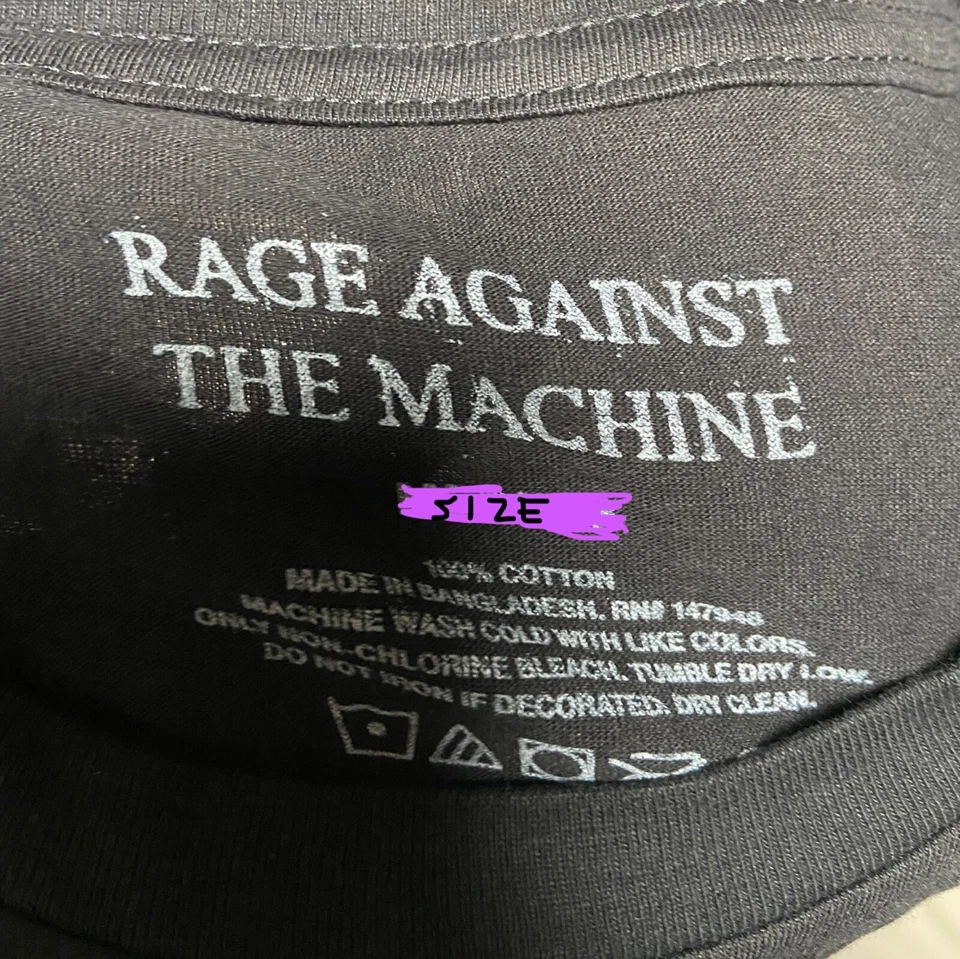 RAGE AGAINST
THE MACHINE
SIZE
100% COTTON
MADE IN BANGLADESH. RN# 147948
MACHINE WASH COLD WITH LIKE COLORS.
ONLY NON-CHLORINE BLEACH. TUMBLE DRY LOW.
DO NOT IRON IF DECORATED. DRY CLEAN.